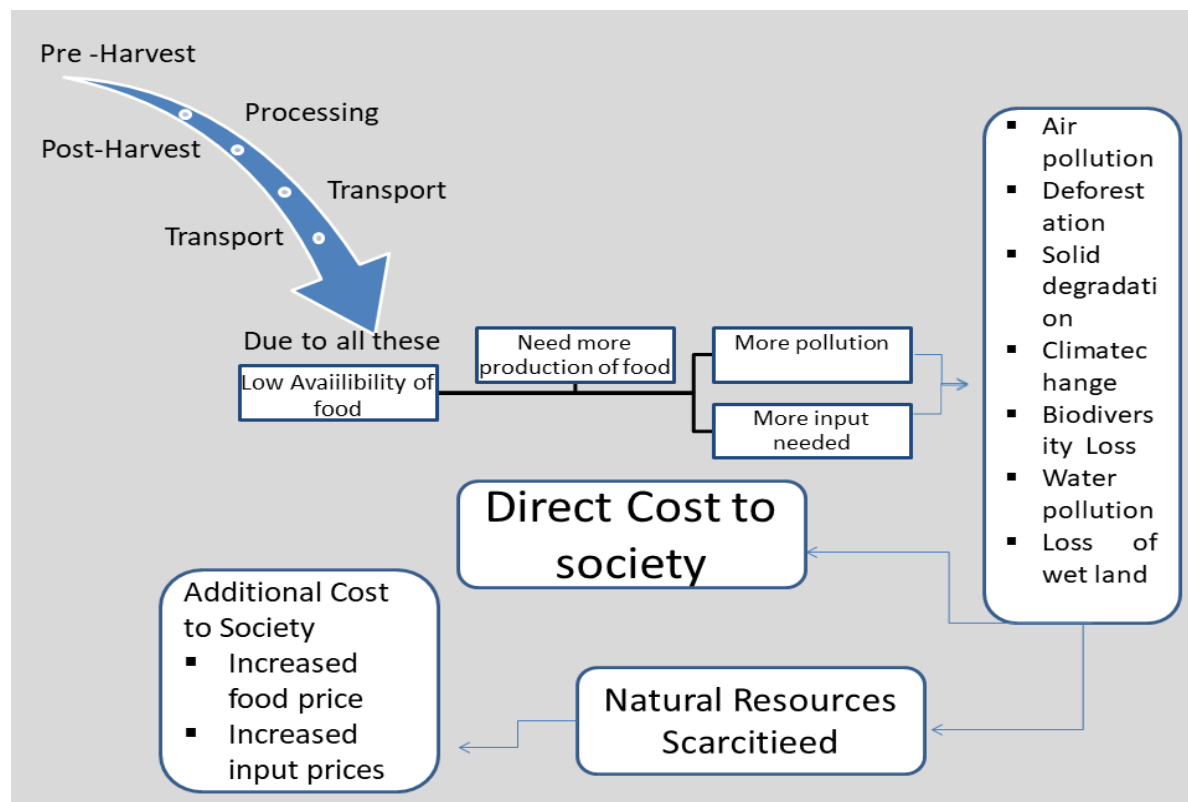 Pre -Harvest
Processing
Post-Harvest
Transport
Transport
Due to all these
Low Avaiilibility of
food
Need more
production of food
More pollution
More input
needed
▪ Air
pollution
▪ Deforest
ation
▪ Solid
degradati
on
▪ Climatec
hange
▪ Biodivers
ity Loss
▪ Water
pollution
▪ Loss of
wet land
Direct Cost to
society
Natural Resources
Scarcitieed
Additional Cost
to Society
▪ Increased
food price
▪ Increased
input prices